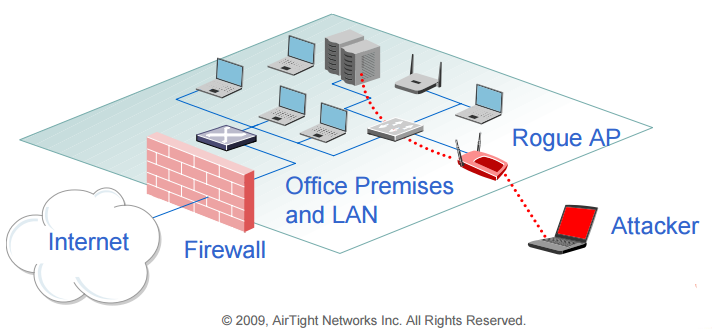 Rogue AP
Office Premises
and LAN
Attacker
Internet
Firewall
© 2009, AirTight Networks Inc. All Rights Reserved.